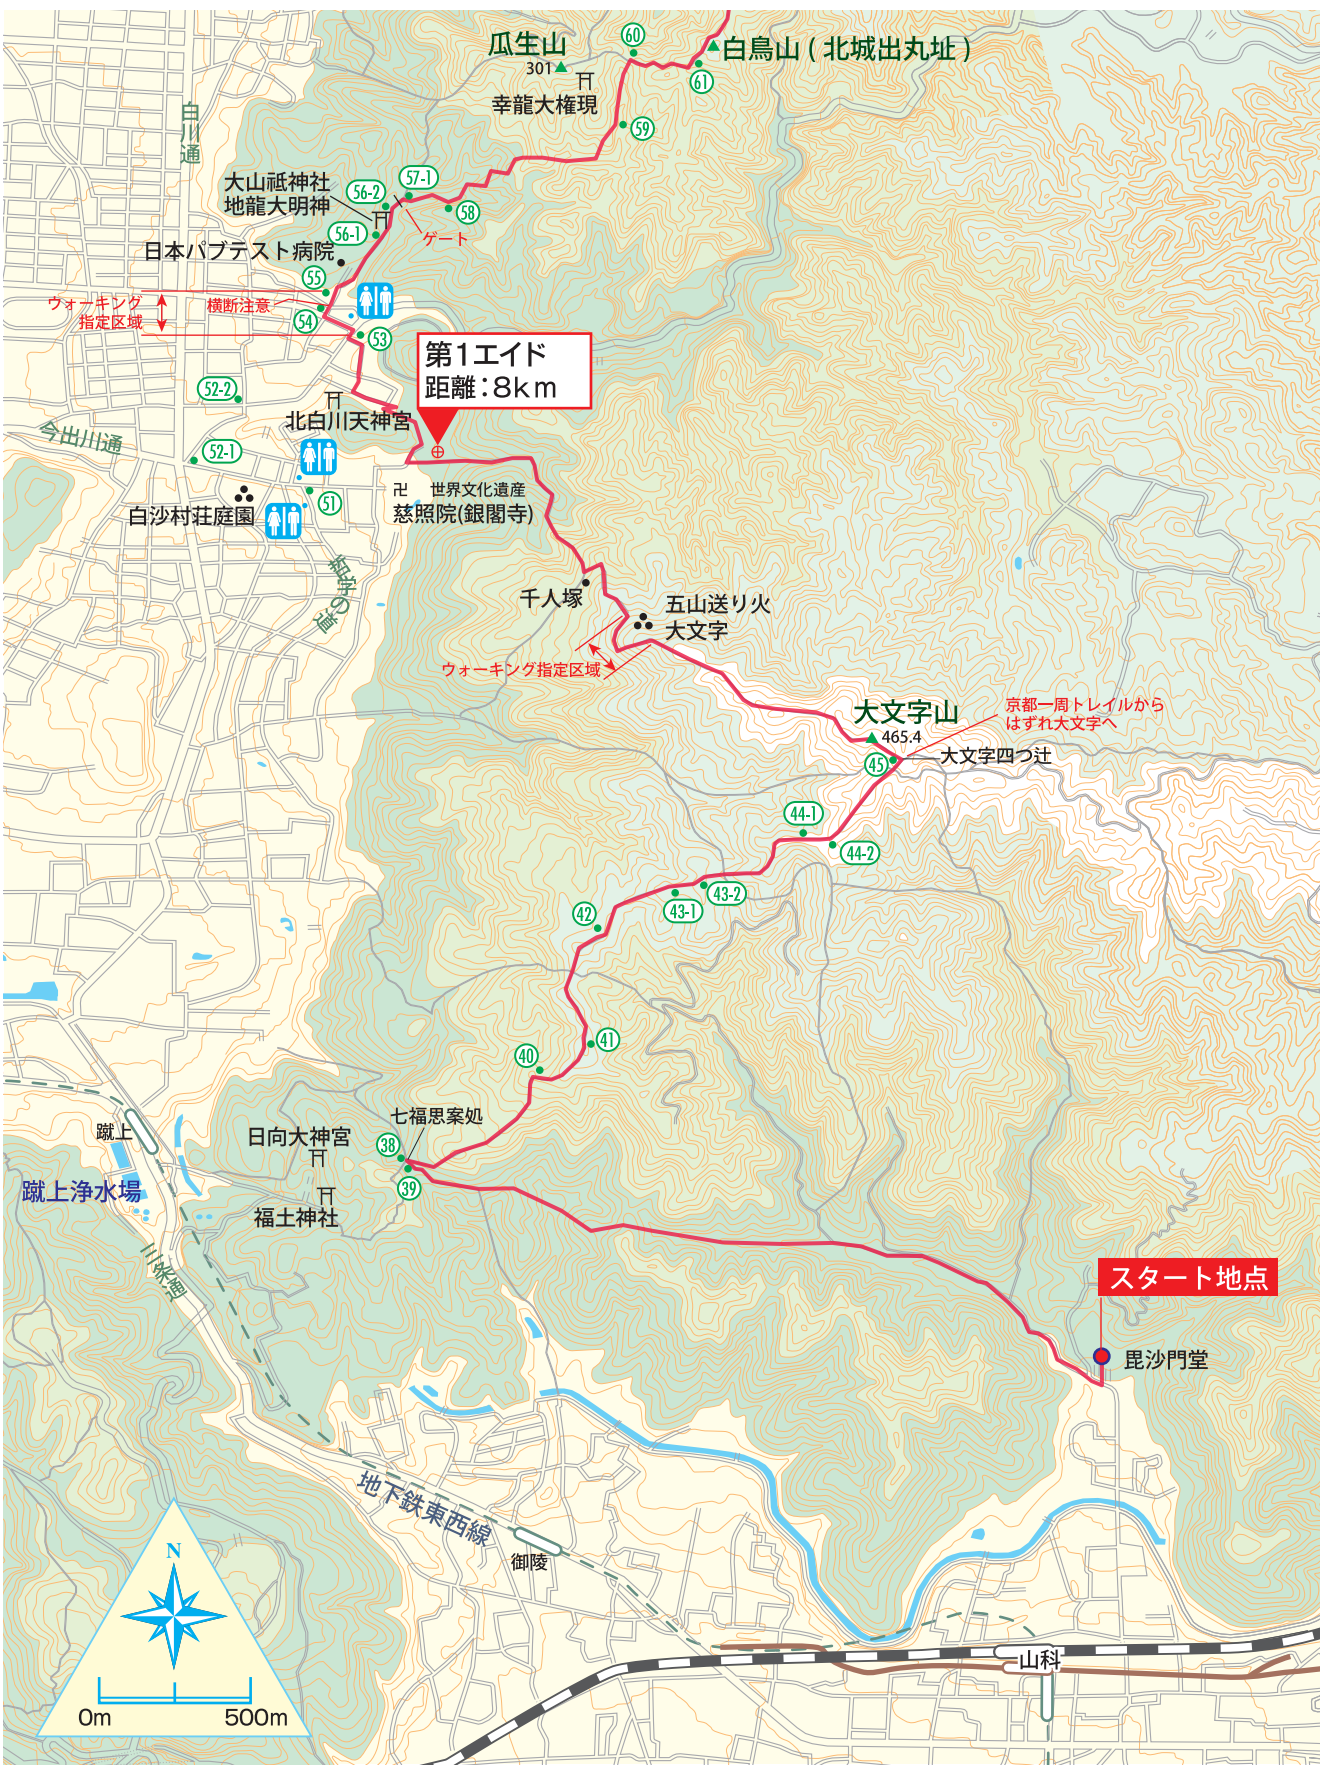 60
瓜生山
301
白鳥山 ( 北城出丸址 )
61
幸龍大権現
59
白川通
大山祇神社
地龍大明神
56-2
57-1
58
56-1
ゲート
日本パブテスト病院
55
ウォーキング
指定区域
横断注意
54
53
第1エイド
距離：8km
52-2
北白川天神宮
今出川通
52-1
51
白沙村荘庭園
卍 世界文化遺産
慈照院(銀閣寺)
哲学の道
千人塚
五山送り火
大文字
ウォーキング指定区域
大文字山
465.4
京都一周トレイルから
はずれ大文字へ
45
大文字四つ辻
44-1
44-2
43-2
43-1
42
41
40
七福思案処
38
39
日向大神宮
福土神社
蹴上
蹴上浄水場
三条通
スタート地点
毘沙門堂
地下鉄東西線
御陵
山科
N
0m
500m